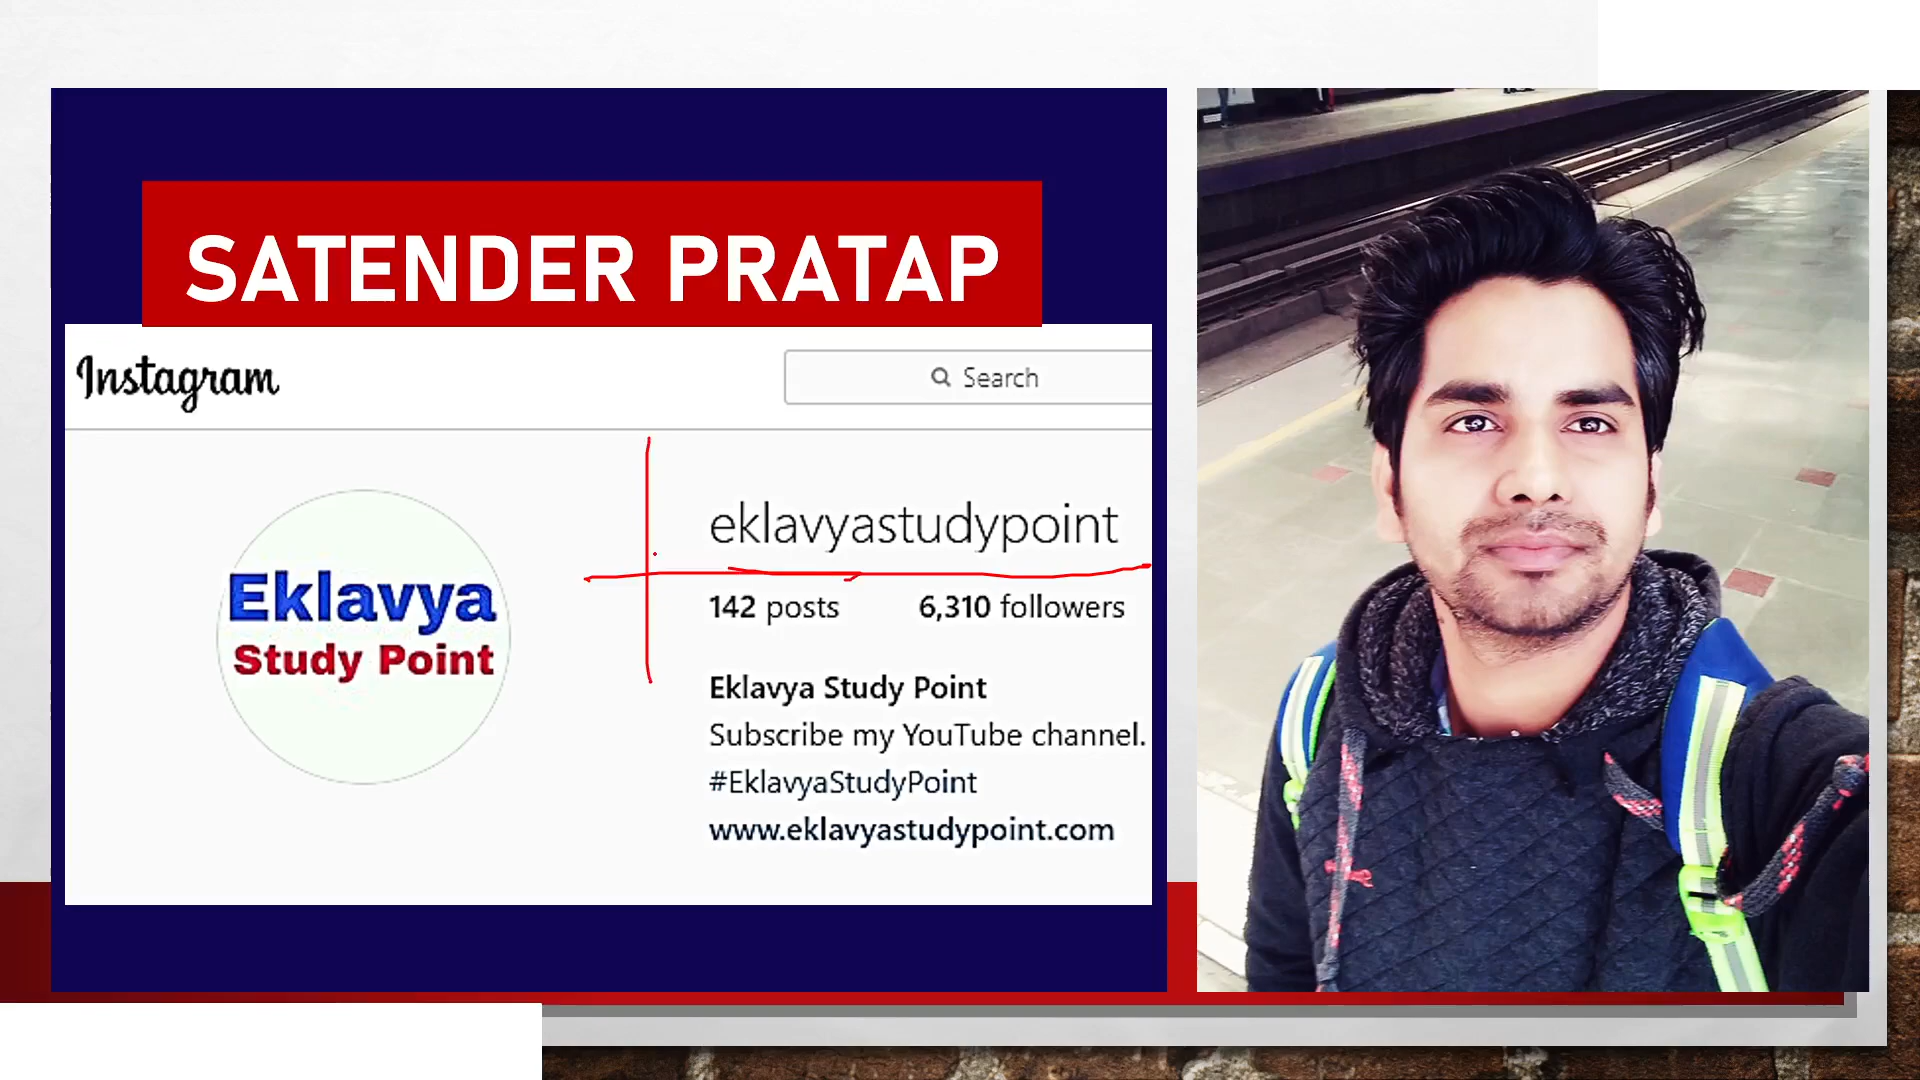 SATENDER PRATAP
Instagram
Search
eklavyastudypoint
142 posts 6,310 followers
Eklavya
Study Point
Eklavya Study Point
Subscribe my YouTube channel.
#EklavyaStudyPoint
www.eklavyastudypoint.com